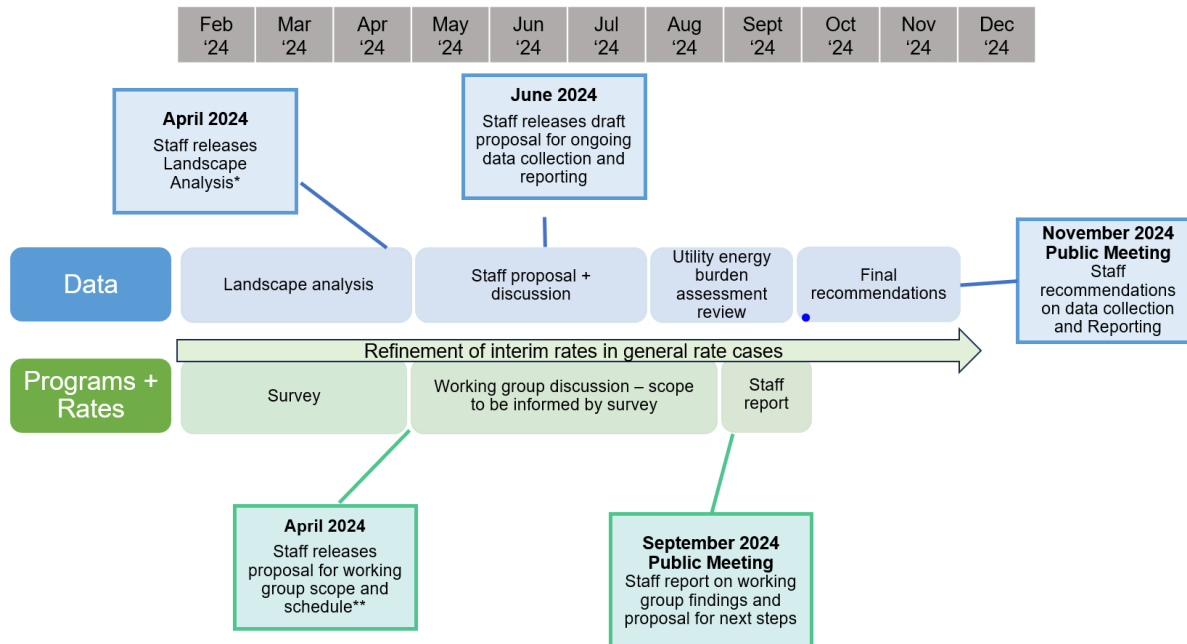 Feb Mar Apr May Jun Jul Aug Sept Oct Nov Dec
‘24 ‘24 ‘24 ‘24 ‘24 ‘24 ‘24 ‘24 ‘24 ‘24 ‘24
April 2024
Staff releases
Landscape
Analysis*
June 2024
Staff releases draft
proposal for ongoing
data collection and
reporting
Data
Landscape analysis
Staff proposal +
discussion
Utility energy
burden
assessment
review
Final
recommendations
November 2024
Public Meeting
Staff
recommendations
on data collection
and Reporting
Refinement of interim rates in general rate cases
Programs +
Rates
Survey
Working group discussion – scope
to be informed by survey
Staff
report
April 2024
Staff releases
proposal for working
group scope and
schedule**
September 2024
Public Meeting
Staff report on working
group findings and
proposal for next steps